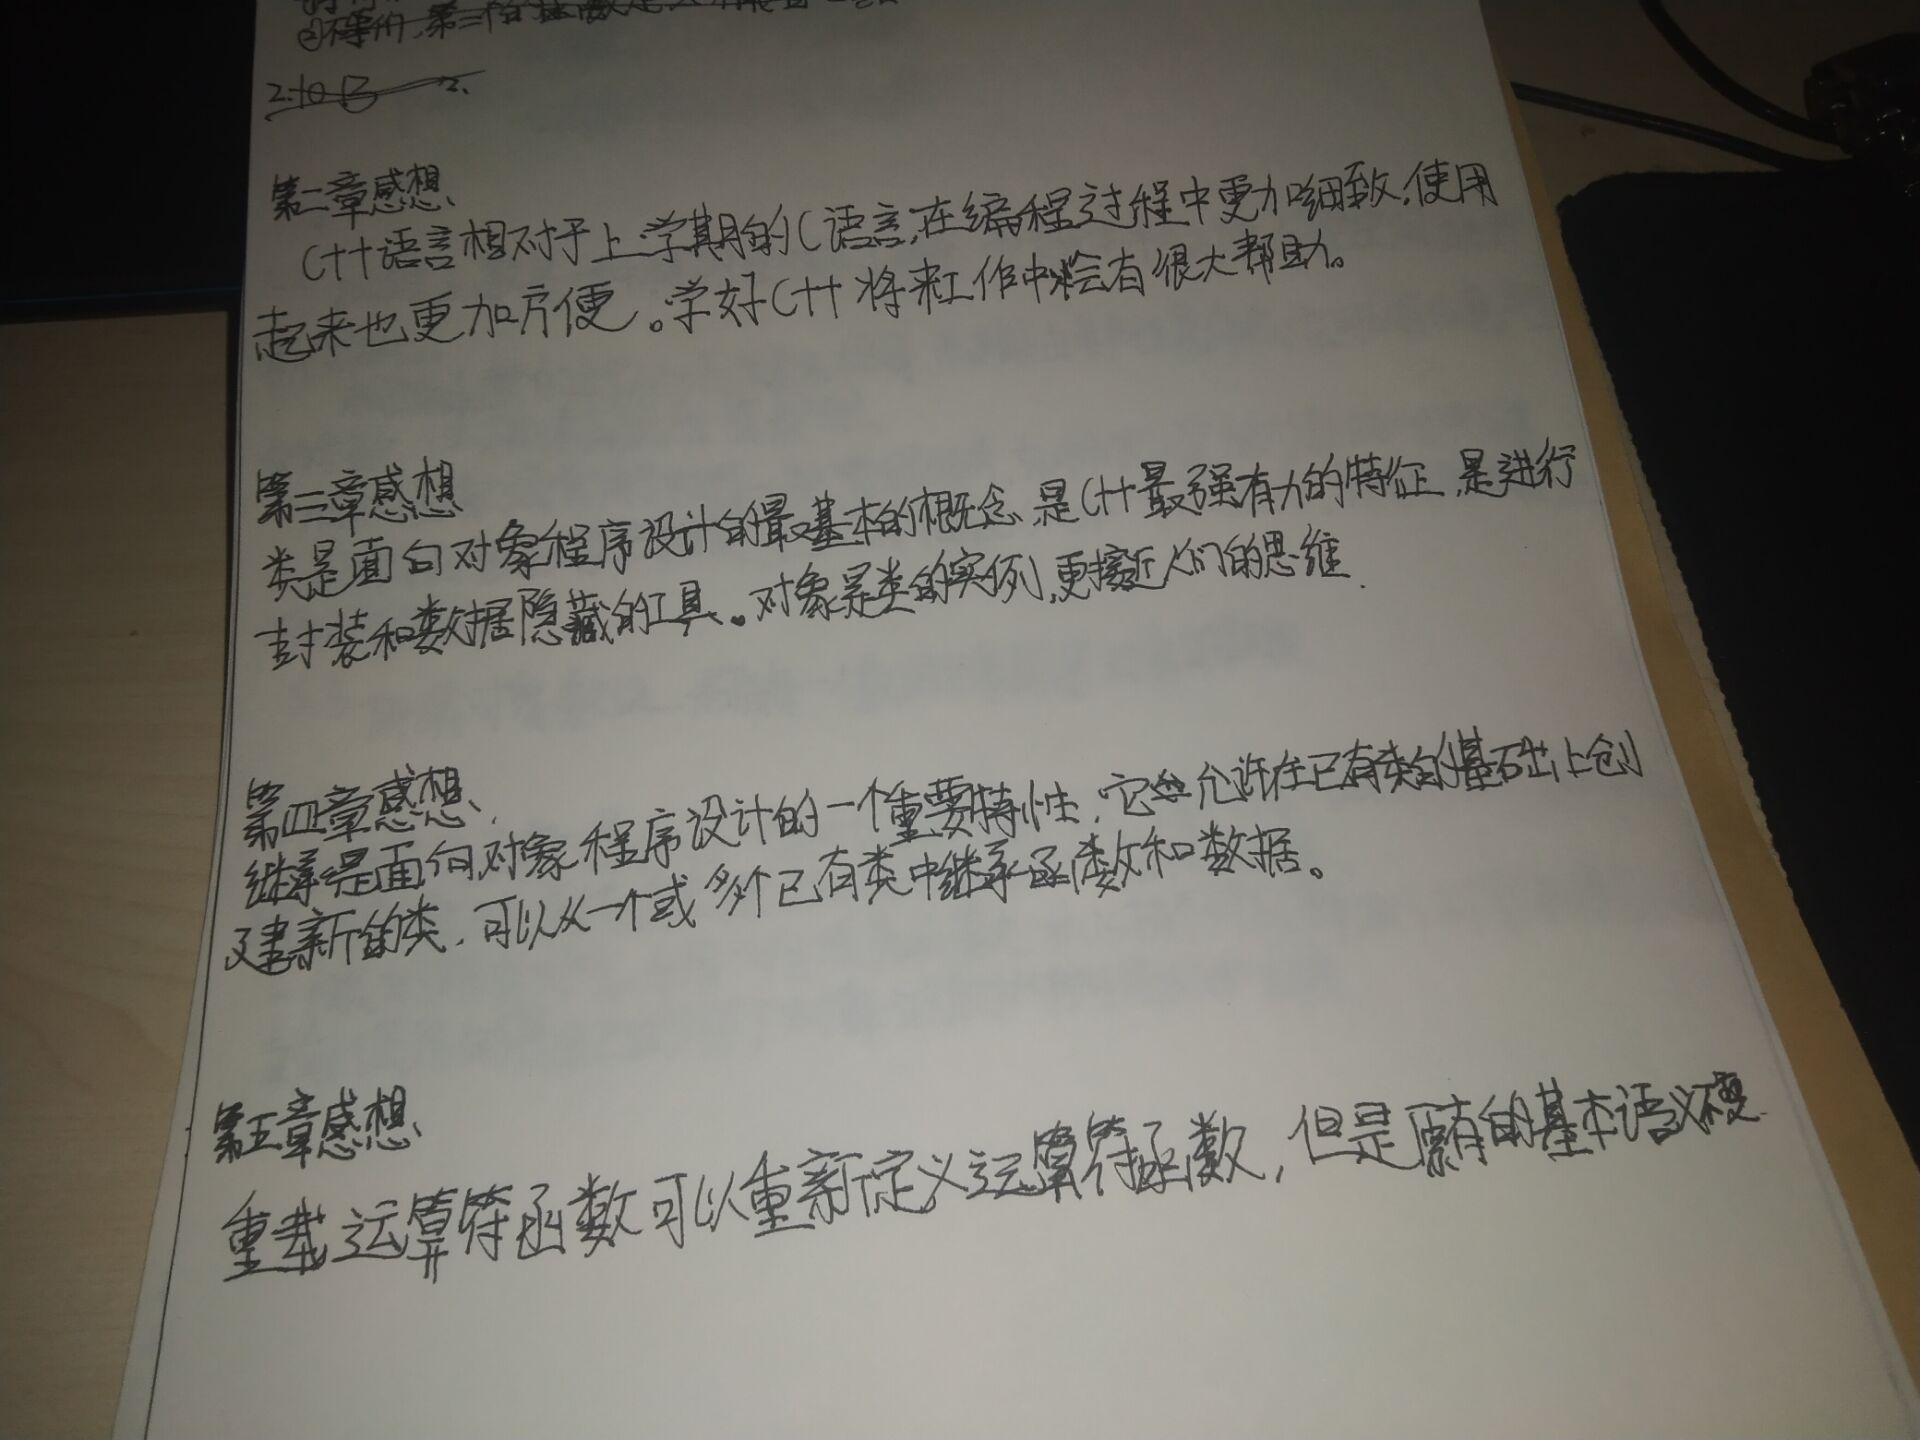 第二章感想、
C++语言相对于上学期的C语言,在编程过程中更加细致,使用
起来也更加方便。学好C++将来工作中会有很大帮助。
第三章感想
类是面向对象程序设计的最基本的概念,是C++最强有力的特征,是进行
封装和数据隐藏的工具。对象是类的实例,更接近人们的思维.
第四章感想、
继承是面向对象程序设计的一个重要特性,它允许在已有类的基础上创
建新的类,可以从一个或多个已有类中继承函数和数据。
第五章感想、
重载运算符函数可以重新定义运算符函数,但是原有的基本语义不变.